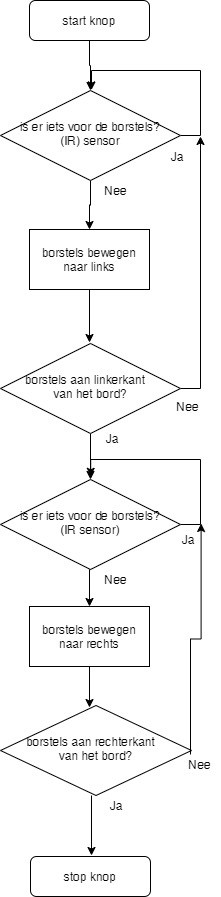 start knop
is er iets voor de borstels?
(IR) sensor
Ja
Nee
borstels bewegen
naar links
borstels aan linkerkant
van het bord?
Nee
Ja
is er iets voor de borstels?
(IR sensor)
Ja
Nee
borstels bewegen
naar rechts
borstels aan rechterkant
van het bord?
Nee
Ja
stop knop